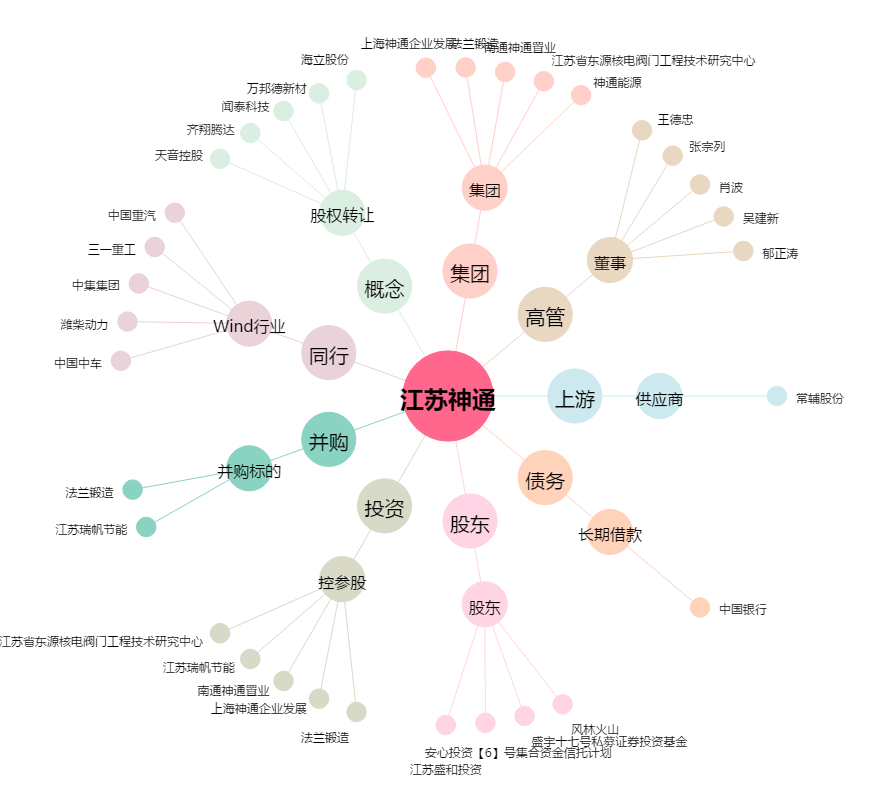 上海神通企业发展
法兰锻造
南通神通置业
江苏省东源核电阀门工程技术研究中心
神通能源
海立股份
万邦德新材
闻泰科技
齐翔腾达
天音控股
王德忠
张宗列
肖波
吴建新
郁正涛
集团
股权转让
董事
集团
概念
高管
中国重汽
三一重工
中集集团
潍柴动力
中国中车
Wind行业
同行
江苏神通
上游
供应商
常辅股份
并购
并购标的
法兰锻造
江苏瑞帆节能
投资
控参股
江苏省东源核电阀门工程技术研究中心
江苏瑞帆节能
南通神通置业
上海神通企业发展
法兰锻造
股东
股东
风林火山
盛宇十七号私募证券投资基金
安心投资【6】号集合资金信托计划
江苏盛和投资
债务
长期借款
中国银行